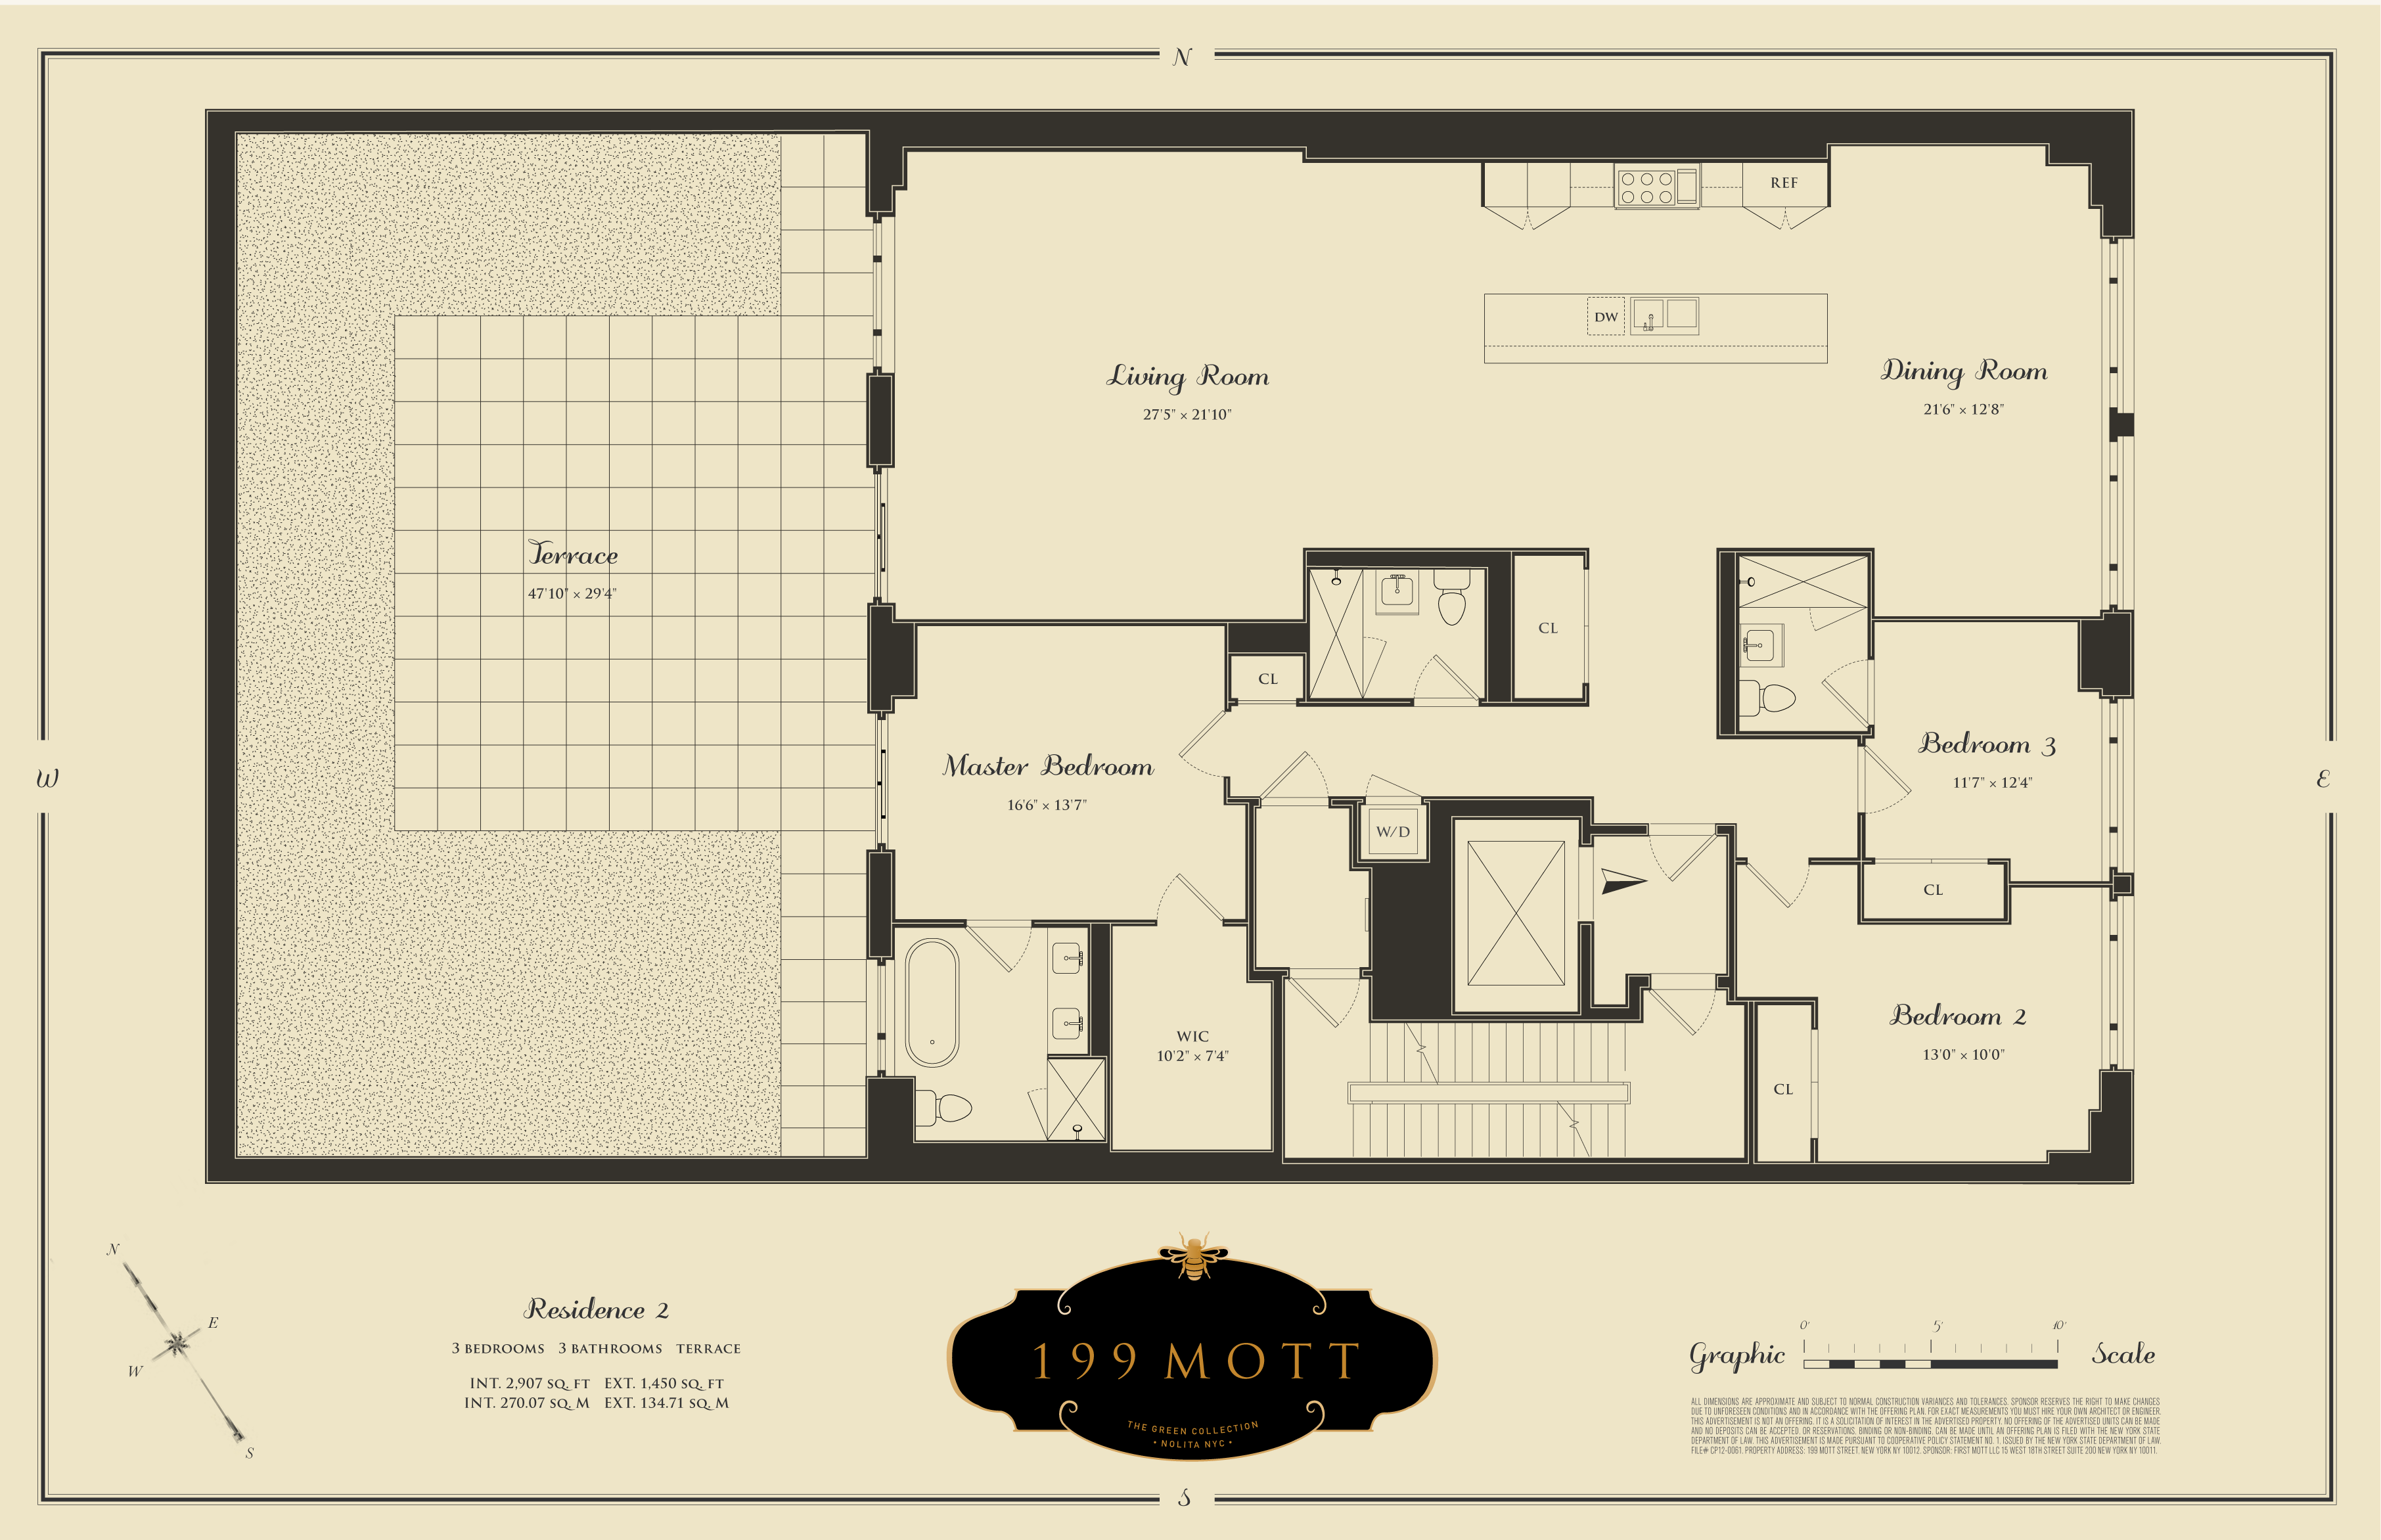 N
REF
DW
Living Room
27'5" × 21'10"
Dining Room
21'6" × 12'8"
Terrace
47'10" × 29'4"
CL
CL
W
Master Bedroom
16'6" × 13'7"
Bedroom 3
11'7" × 12'4"
E
W/D
CL
WIC
10'2" × 7'4"
Bedroom 2
13'0" × 10'0"
CL
N
E
W
S
Residence 2
3 BEDROOMS 3 BATHROOMS TERRACE
INT. 2,907 SQ. FT EXT. 1,450 SQ. FT
INT. 270.07 SQ. M EXT. 134.71 SQ. M
199 MOTT
THE GREEN COLLECTION
• NOLITA NYC •
0' 5' 10'
Graphic Scale
ALL DIMENSIONS ARE APPROXIMATE AND SUBJECT TO NORMAL CONSTRUCTION VARIANCES AND TOLERANCES. SPONSOR RESERVES THE RIGHT TO MAKE CHANGES
DUE TO UNFORESEEN CONDITIONS AND IN ACCORDANCE WITH THE OFFERING PLAN. FOR EXACT MEASUREMENTS YOU MUST HIRE YOUR OWN ARCHITECT OR ENGINEER.
THIS ADVERTISEMENT IS NOT AN OFFERING. IT IS A SOLICITATION OF INTEREST IN THE ADVERTISED PROPERTY. NO OFFERING OF THE ADVERTISED UNITS CAN BE MADE
AND NO DEPOSITS CAN BE ACCEPTED. OR RESERVATIONS. BINDING OR NON-BINDING. CAN BE MADE UNTIL AN OFFERING PLAN IS FILED WITH THE NEW YORK STATE
DEPARTMENT OF LAW. THIS ADVERTISEMENT IS MADE PURSUANT TO COOPERATIVE POLICY STATEMENT NO. 1. ISSUED BY THE NEW YORK STATE DEPARTMENT OF LAW.
FILE# CP12-0061. PROPERTY ADDRESS: 199 MOTT STREET. NEW YORK NY 10012. SPONSOR: FIRST MOTT LLC 15 WEST 18TH STREET SUITE 200 NEW YORK NY 10011.
S